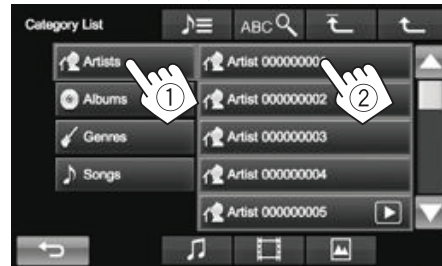 Category List
ABC
Artists
Artist 00000000
①
②
Albums
Artist 000000002
Genres
Artist 000000003
Songs
Artist 000000004
Artist 000000005